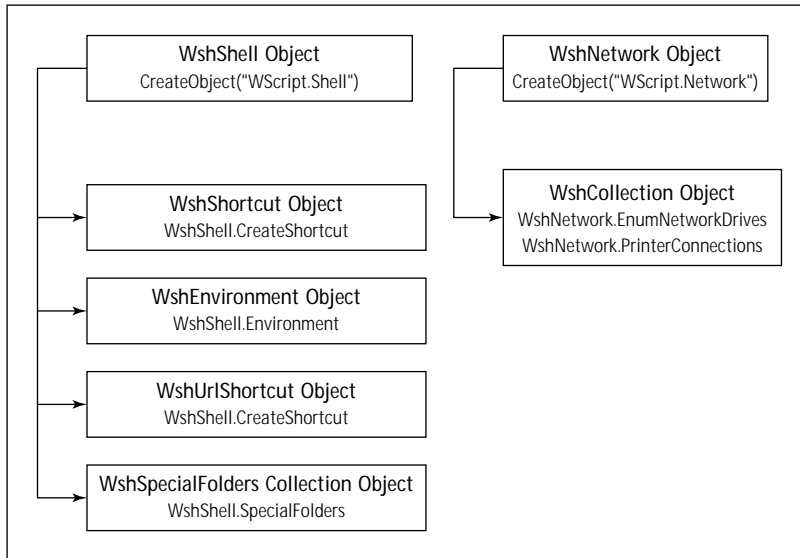 WshShell Object
CreateObject("WScript.Shell")
WshShortcut Object
WshShell.CreateShortcut
WshEnvironment Object
WshShell.Environment
WshUrlShortcut Object
WshShell.CreateShortcut
WshSpecialFolders Collection Object
WshShell.SpecialFolders
WshNetwork Object
CreateObject("WScript.Network")
WshCollection Object
WshNetwork.EnumNetworkDrives
WshNetwork.PrinterConnections